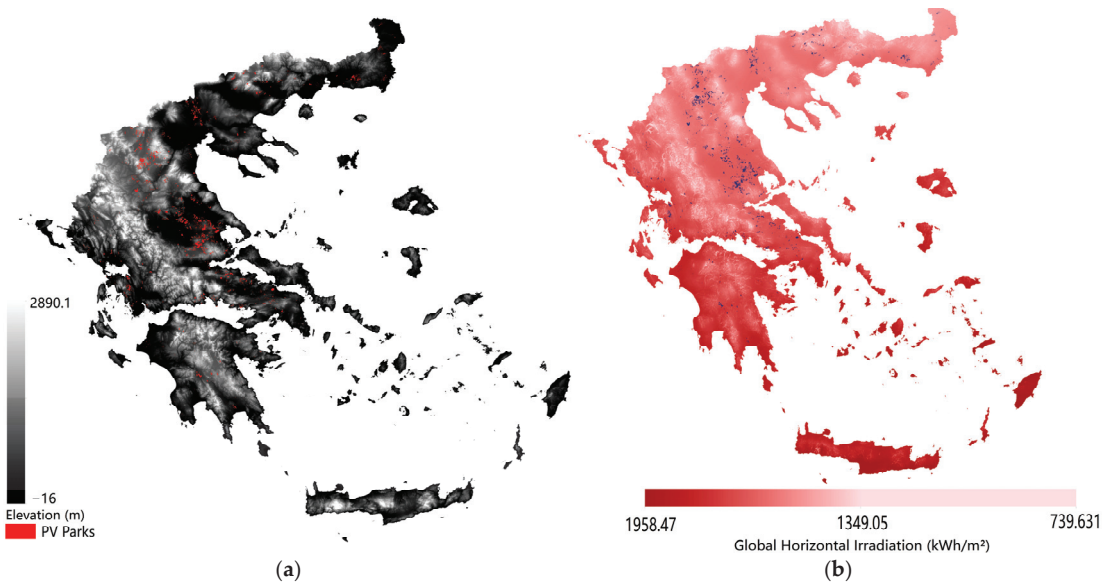 2890.1
−16
Elevation (m)
PV Parks
(a)
1958.47 1349.05 739.631
Global Horizontal Irradiation (kWh/m²)
(b)